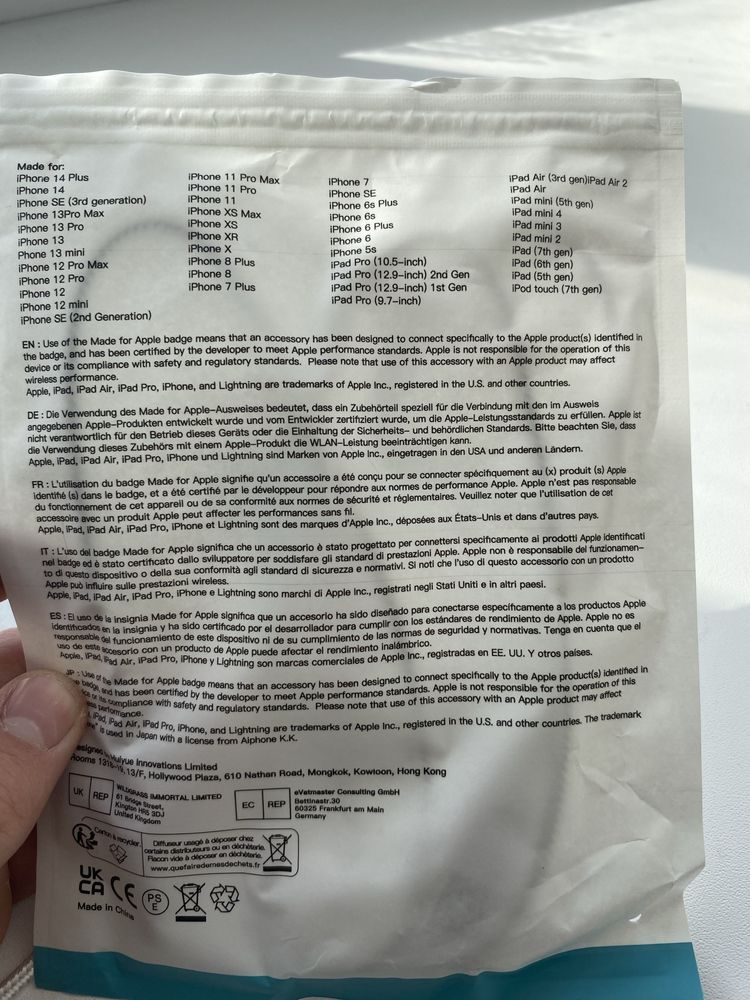 Made for:
iPhone 14 Plus
iPhone 14
iPhone SE (3rd generation)
iPhone 13Pro Max
iPhone 13 Pro
iPhone 13
Phone 13 mini
iPhone 12 Pro Max
iPhone 12 Pro
iPhone 12
iPhone 12 mini
iPhone SE (2nd Generation)
iPhone 11 Pro Max
iPhone 11 Pro
iPhone 11
iPhone XS Max
iPhone XS
iPhone XR
iPhone X
iPhone 8 Plus
iPhone 8
iPhone 7 Plus
iPhone 7
iPhone SE
iPhone 6s Plus
iPhone 6s
iPhone 6 Plus
iPhone 6
iPhone 5s
iPad Pro (10.5-inch)
iPad Pro (12.9-inch) 2nd Gen
iPad Pro (12.9-inch) 1st Gen
iPad Pro (9.7-inch)
iPad Air (3rd gen)iPad Air 2
iPad Air
iPad mini (5th gen)
iPad mini 4
iPad mini 3
iPad mini 2
iPad (7th gen)
iPad (6th gen)
iPad (5th gen)
iPod touch (7th gen)
EN : Use of the Made for Apple badge means that an accessory has been designed to connect specifically to the Apple product(s) identified in
the badge, and has been certified by the developer to meet Apple performance standards. Apple is not responsible for the operation of this
device or its compliance with safety and regulatory standards. Please note that use of this accessory with an Apple product may affect
wireless performance.
Apple, iPad, iPad Air, iPad Pro, iPhone, and Lightning are trademarks of Apple Inc., registered in the U.S. and other countries.
DE : Die Verwendung des Made for Apple-Ausweises bedeutet, dass ein Zubehörteil speziell für die Verbindung mit den im Ausweis
angegebenen Apple-Produkten entwickelt wurde und vom Entwickler zertifiziert wurde, um die Apple-Leistungsstandards zu erfüllen. Apple ist
nicht verantwortlich für den Betrieb dieses Geräts oder die Einhaltung der Sicherheits- und behördlichen Standards. Bitte beachten Sie, dass
die Verwendung dieses Zubehörs mit einem Apple-Produkt die WLAN-Leistung beeinträchtigen kann.
Apple, iPad, iPad Air, iPad Pro, iPhone und Lightning sind Marken von Apple Inc., eingetragen in den USA und anderen Ländern.
FR : L'utilisation du badge Made for Apple signifie qu'un accessoire a été conçu pour se connecter spécifiquement au (x) produit (s) Apple
identifié (s) dans le badge, et a été certifié par le développeur pour répondre aux normes de performance Apple. Apple n'est pas responsable
du fonctionnement de cet appareil ou de sa conformité aux normes de sécurité et réglementaires. Veuillez noter que l'utilisation de cet
accessoire avec un produit Apple peut affecter les performances sans fil.
Apple, iPad, iPad Air, iPad Pro, iPhone et Lightning sont des marques d'Apple Inc., déposées aux États-Unis et dans d'autres pays.
IT : L'uso del badge Made for Apple significa che un accessorio è stato progettato per connettersi specificamente ai prodotti Apple identificati
nel badge ed è stato certificato dallo sviluppatore per soddisfare gli standard di prestazioni Apple. Apple non è responsabile del funzionamen-
to di questo dispositivo o della sua conformità agli standard di sicurezza e normativi. Si noti che l'uso di questo accessorio con un prodotto
Apple può influire sulle prestazioni wireless.
Apple, iPad, iPad Air, iPad Pro, iPhone e Lightning sono marchi di Apple Inc., registrati negli Stati Uniti e in altri paesi.
ES : El uso de la insignia Made for Apple significa que un accesorio ha sido diseñado para conectarse específicamente a los productos Apple
identificados en la insignia y ha sido certificado por el desarrollador para cumplir con los estándares de rendimiento de Apple. Apple no es
responsable del funcionamiento de este dispositivo ni de su cumplimiento de las normas de seguridad y normativas. Tenga en cuenta que el
uso de este accesorio con un producto de Apple puede afectar el rendimiento inalámbrico.
Apple, iPad, iPad Air, iPad Pro, iPhone y Lightning son marcas comerciales de Apple Inc., registradas en EE. UU. Y otros países.
JP : Use of the Made for Apple badge means that an accessory has been designed to connect specifically to the Apple product(s) identified in
badge, and has been certified by the developer to meet Apple performance standards. Apple is not responsible for the operation of this
or its compliance with safety and regulatory standards. Please note that use of this accessory with an Apple product may affect
performance.
iPad, iPad Air, iPad Pro, iPhone, and Lightning are trademarks of Apple Inc., registered in the U.S. and other countries. The trademark
is used in Japan with a license from Aiphone K.K.
Huiyue Innovations Limited
Rooms 1318-19, 13/F, Hollywood Plaza, 610 Nathan Road, Mongkok, Kowloon, Hong Kong
UK REP
WILDGRASS IMMORTAL LIMITED
61 Bridge Street,
Kington HR5 3DJ
United Kingdom
EC REP
eVatmaster Consulting GmbH
Bettinastr.30
60325 Frankfurt am Main
Germany
Carton à recycler
Diffuseur usagé à déposer chez
certains distributeurs ou en déchèterie.
Flacon vide à déposer en déchèterie.
www.quefairedemesdechets.fr
UK
CA
CE
PS
E
Made in China